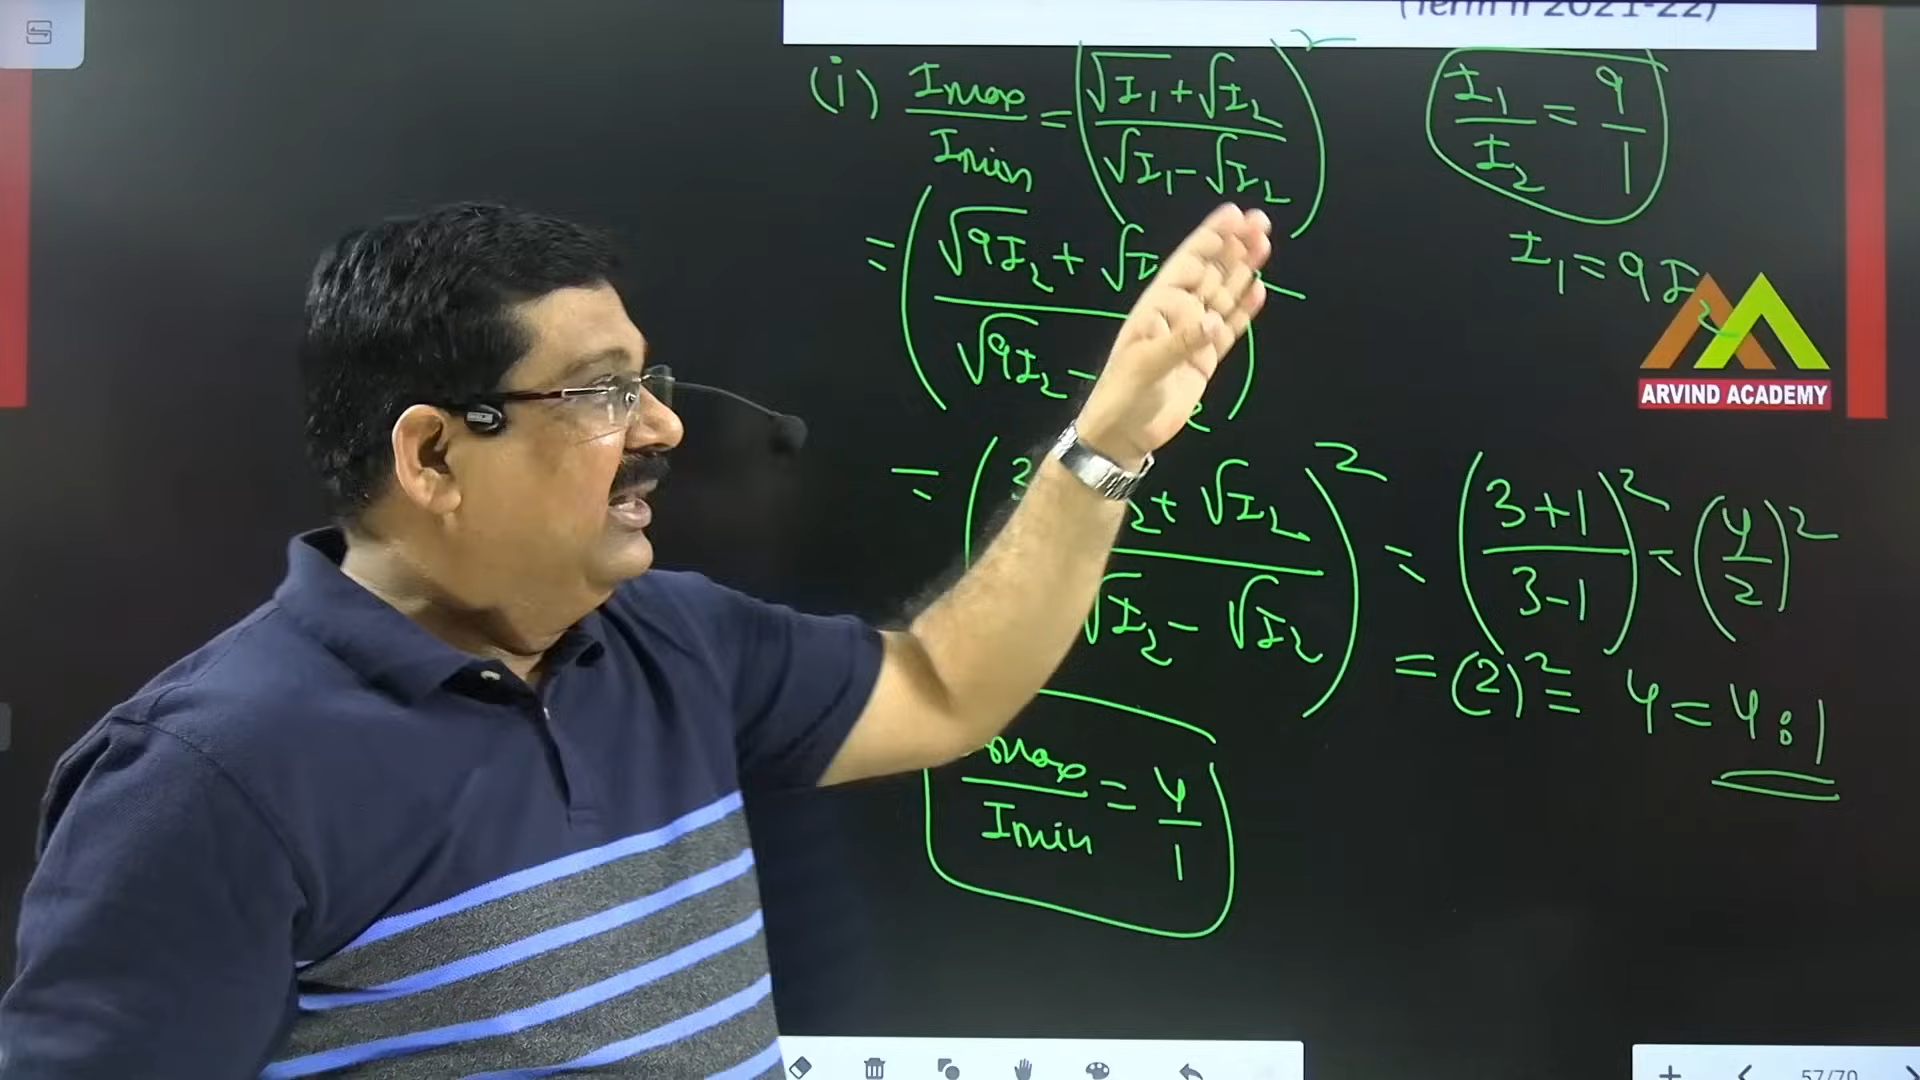 (Term II 2021-22)
(i) Imax/Imin = ((√I₁ + √I₂)/(√I₁ - √I₂))²
I₁/I₂ = 9/1
I₁ = 9I₂
= (√9I₂ + √I / √9I₂ -
ARVIND ACADEMY
= (3 ₂ + √I₂ / √I₂ - √I₂)² = ((3+1)/(3-1))² = (4/2)²
= (2)² = 4 = 4:1
max/Imin = 4/1
57/70